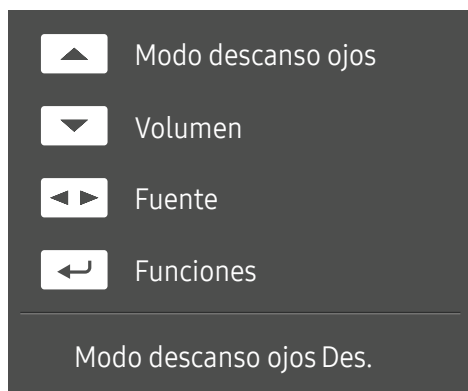 Modo descanso ojos
Volumen
Fuente
Funciones
Modo descanso ojos Des.